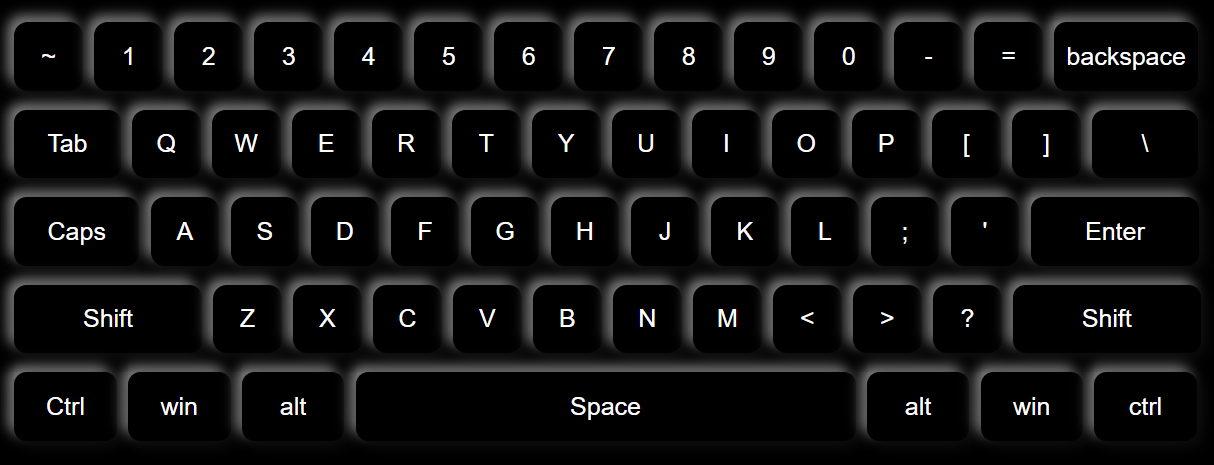 ~ 1 2 3 4 5 6 7 8 9 0 - = backspace
Tab Q W E R T Y U I O P [ ] \
Caps A S D F G H J K L ; ' Enter
Shift Z X C V B N M < > ? Shift
Ctrl win alt Space alt win ctrl